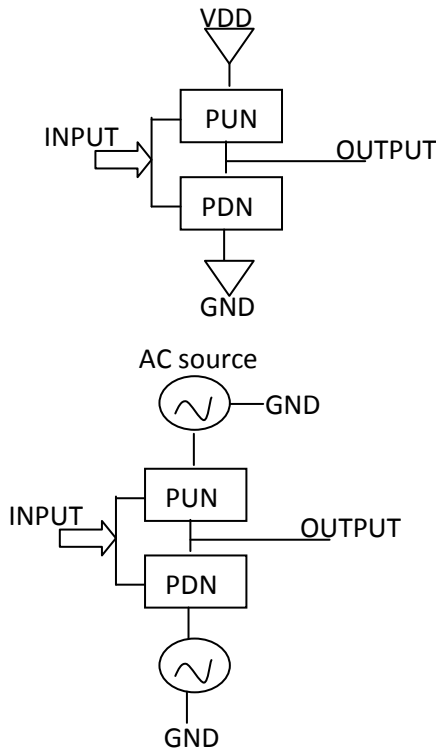 VDD
PUN
INPUT
OUTPUT
PDN
GND
AC source
GND
PUN
INPUT
OUTPUT
PDN
GND